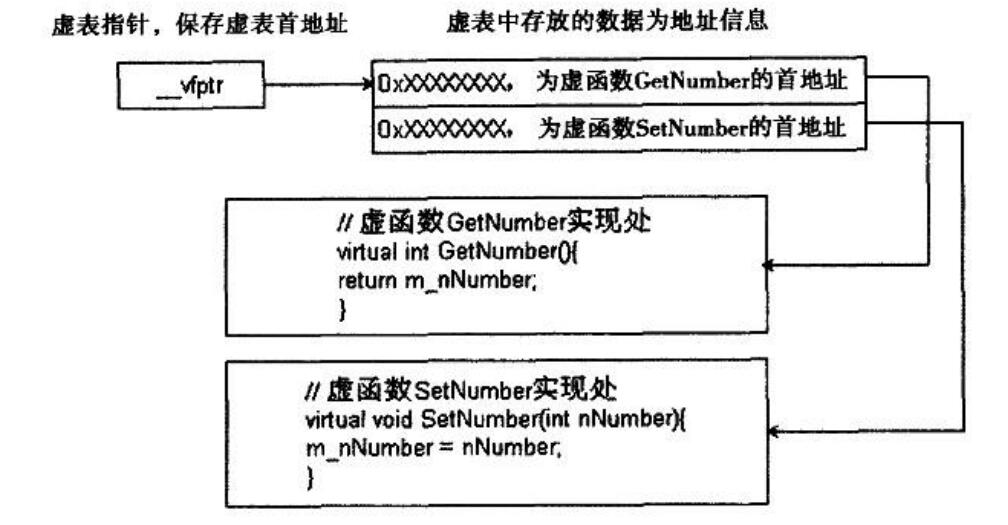 虚表指针，保存虚表首地址
虚表中存放的数据为地址信息
__vfptr
0xXXXXXXXX， 为虚函数GetNumber的首地址
0xXXXXXXXX， 为虚函数SetNumber的首地址
// 虚函数GetNumber实现处
virtual int GetNumber(){
return m_nNumber;
}
// 虚函数SetNumber实现处
virtual void SetNumber(int nNumber){
m_nNumber = nNumber;
}